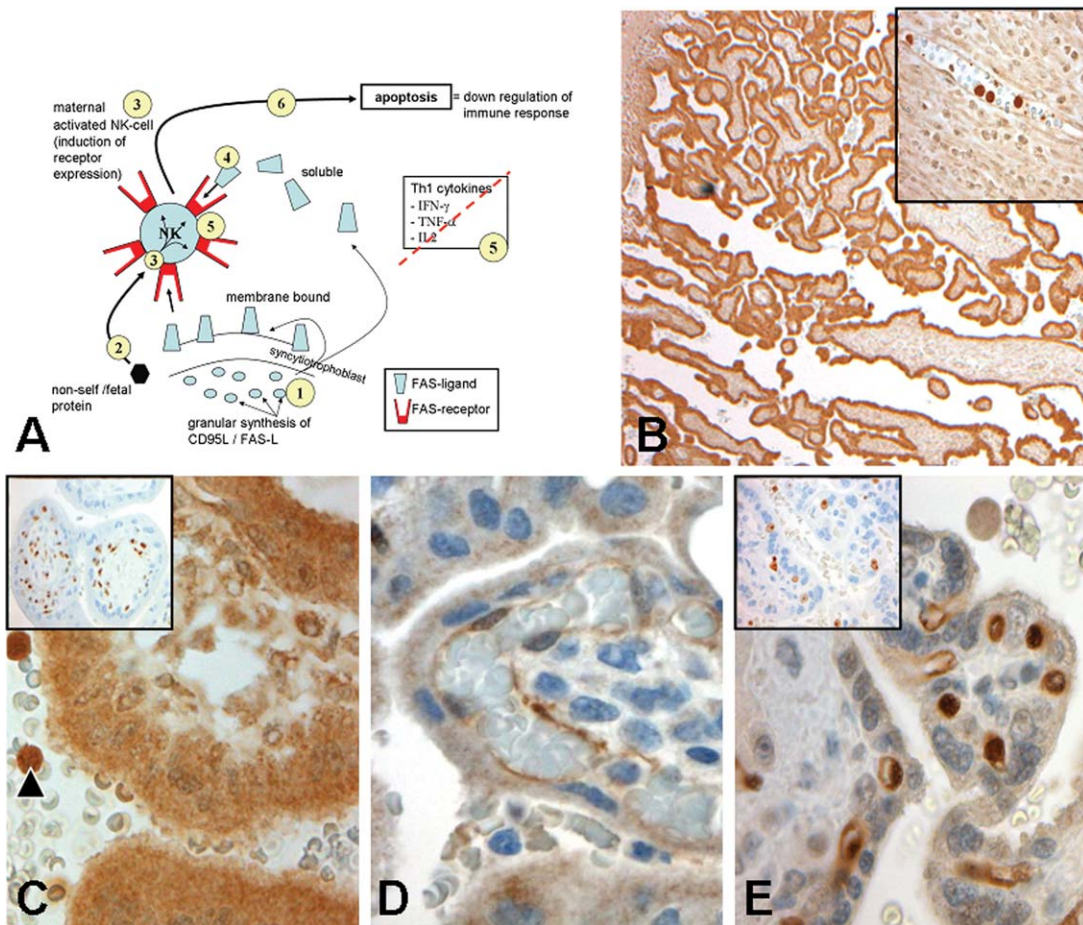 3
maternal
activated NK-cell
(induction of
receptor
expression)
6
apoptosis
= down regulation of
immune response
4
soluble
Th1 cytokines
- IFN-γ
- TNF-α
- IL2
5
5
NK
3
membrane bound
2
syncytiotrophoblast
non-self /fetal
protein
1
granular synthesis of
CD95L / FAS-L
FAS-ligand
FAS-receptor
A
B
C
D
E